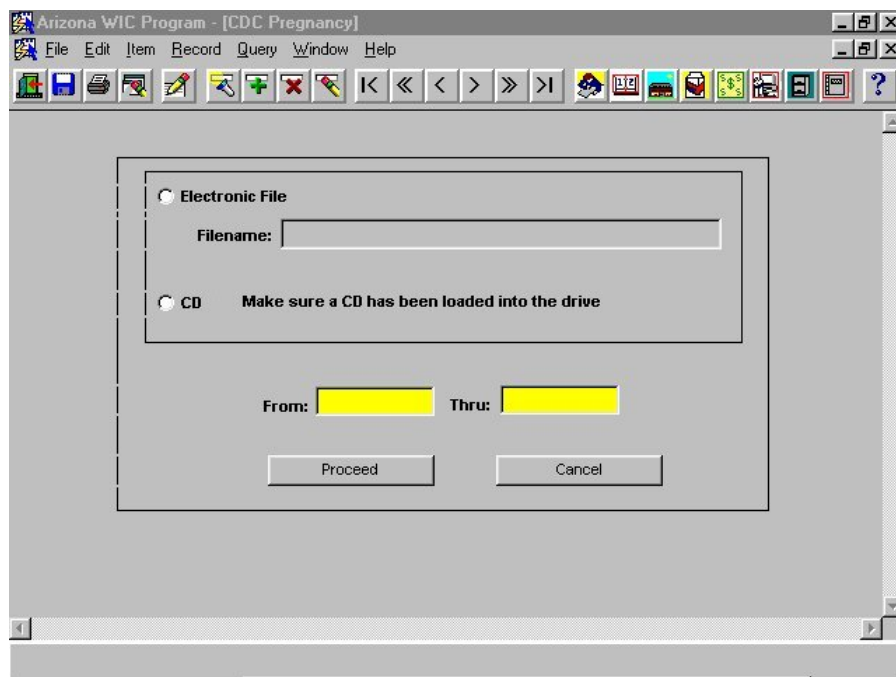 Arizona WIC Program - [CDC Pregnancy]
File Edit Item Record Query Window Help
Electronic File
Filename:
CD Make sure a CD has been loaded into the drive
From: Thru:
Proceed Cancel